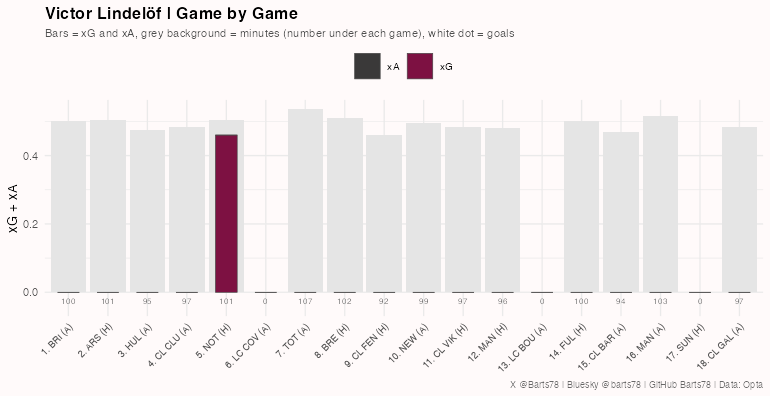 Victor Lindelöf | Game by Game
Bars = xG and xA, grey background = minutes (number under each game), white dot = goals
xA xG
xG + xA
0.4
0.2
0.0
100 101 95 97 101 0 107 102 92 99 97 96 0 100 94 103 0 97
1. BRI (A)
2. ARS (H)
3. HUL (A)
4. CL CLU (A)
5. NOT (H)
6. LC COV (A)
7. TOT (A)
8. BRE (H)
9. CL FEN (H)
10. NEW (A)
11. CL VIK (H)
12. MAN (H)
13. LC BOU (A)
14. FUL (H)
15. CL BAR (A)
16. MAN (A)
17. SUN (H)
18. CL GAL (A)
X @Barts78 | Bluesky @barts78 | GitHub Barts78 | Data: Opta